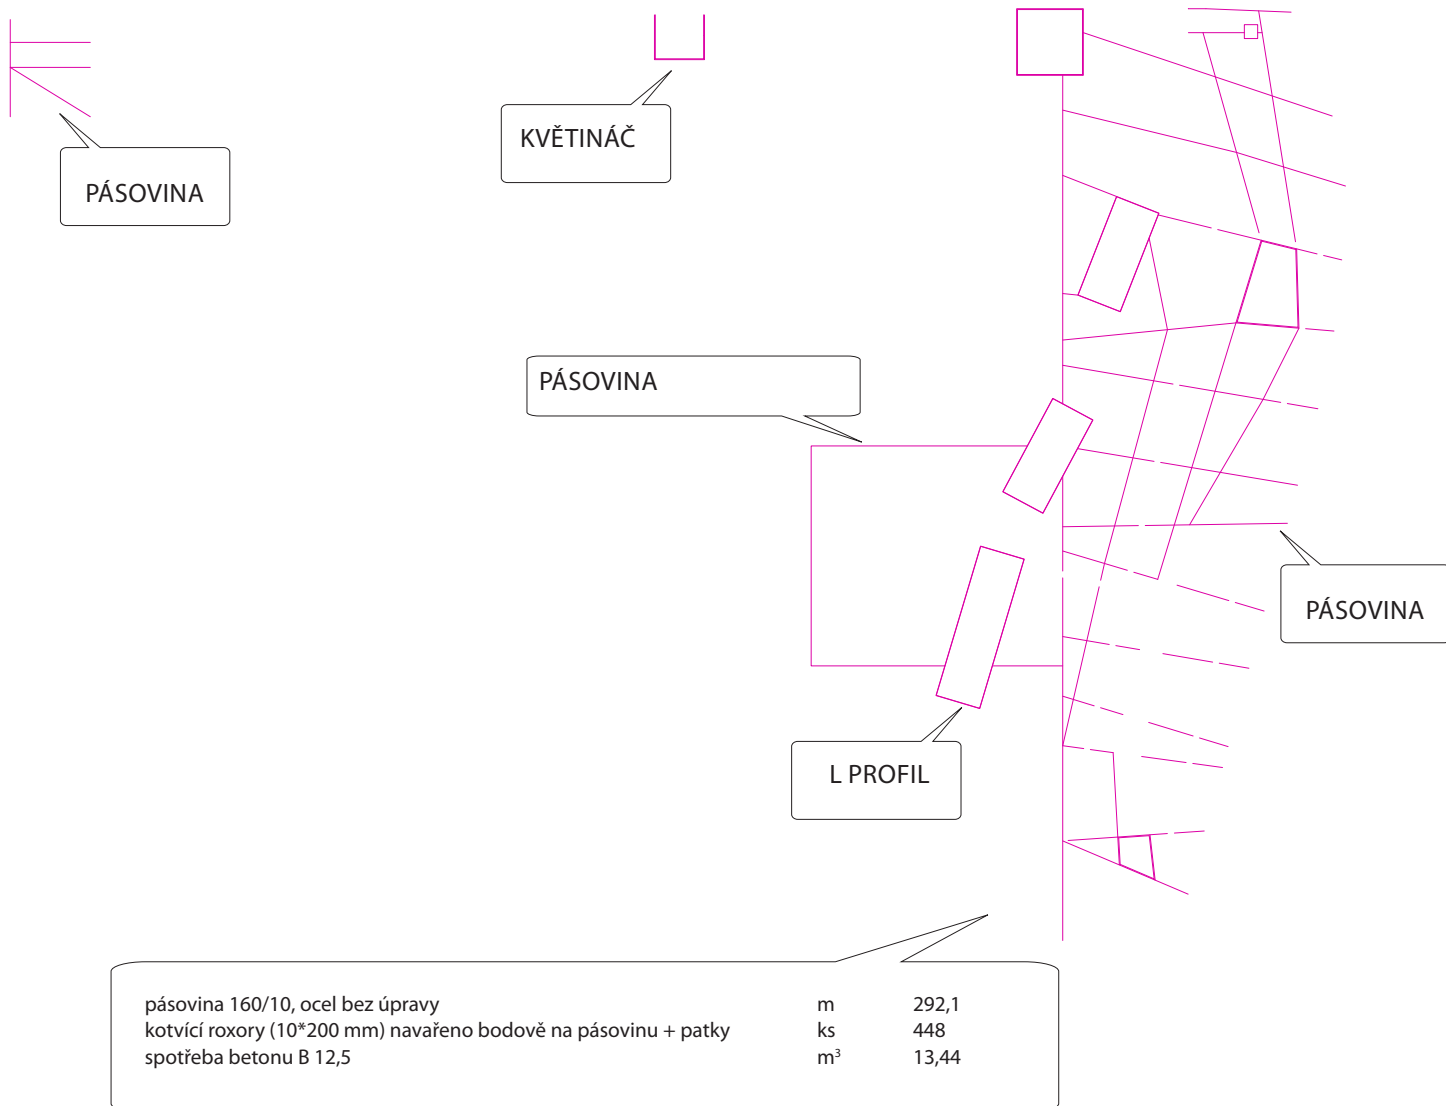 KVĚTINÁČ
PÁSOVINA
PÁSOVINA
PÁSOVINA
L PROFIL
pásovina 160/10, ocel bez úpravy m 292,1
kotvící roxory (10*200 mm) navařeno bodově na pásovinu + patky ks 448
spotřeba betonu B 12,5 m³ 13,44